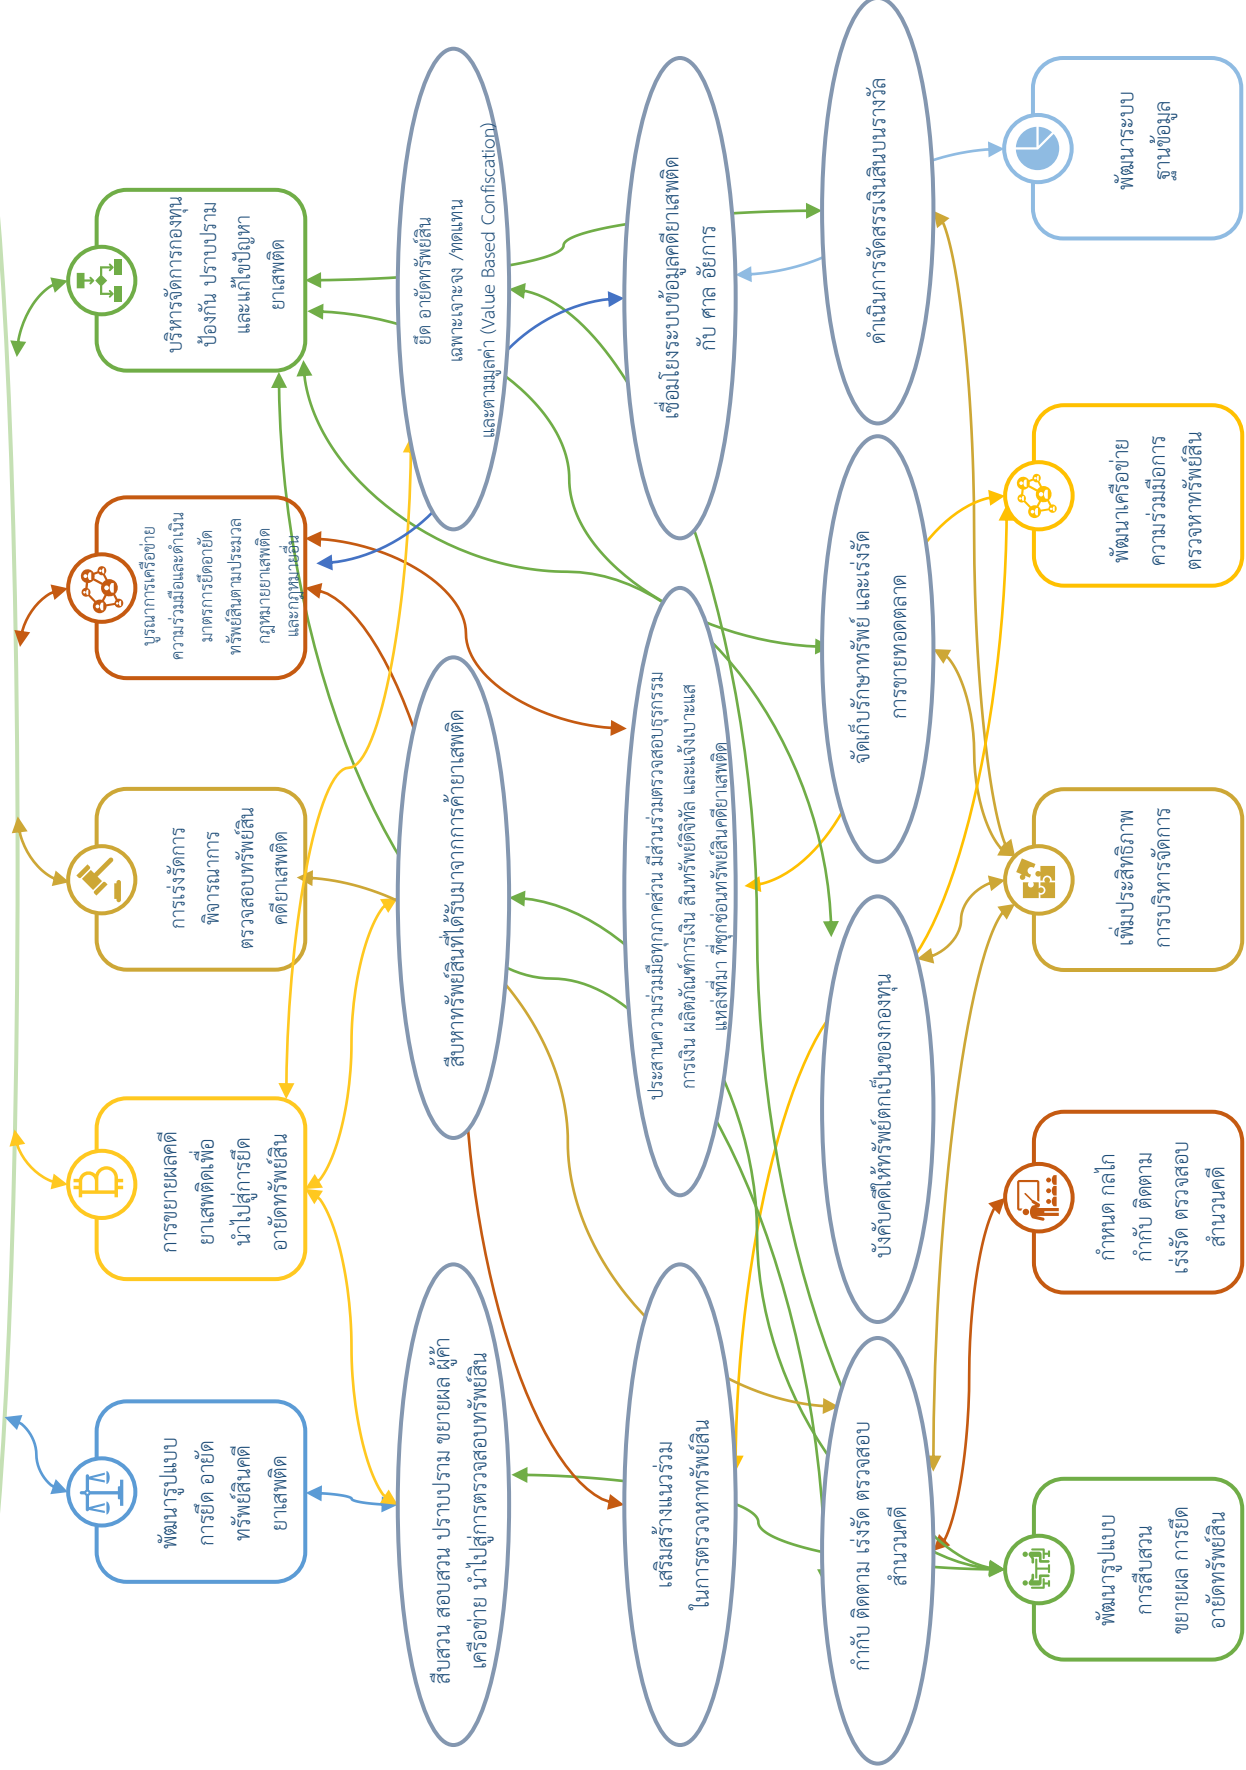 พัฒนารูปแบบ
การยึด อายัด
ทรัพย์สินคดี
ยาเสพติด
การขยายผลคดี
ยาเสพติดเพื่อ
นำไปสู่การยึด
อายัดทรัพย์สิน
การเร่งรัดการ
พิจารณาการ
ตรวจสอบทรัพย์สิน
คดียาเสพติด
บูรณาการเครือข่าย
ความร่วมมือและดำเนิน
มาตรการยึดอายัด
ทรัพย์สินตามประมวล
กฎหมายยาเสพติด
และกฎหมายอื่น
บริหารจัดการกองทุน
ป้องกัน ปราบปราม
และแก้ไขปัญหา
ยาเสพติด
สืบสวน สอบสวน ปราบปราม ขยายผล ผู้ค้า
เครือข่าย นำไปสู่การตรวจสอบทรัพย์สิน
สืบหาทรัพย์สินที่ได้รับมาจากการค้ายาเสพติด
ยึด อายัดทรัพย์สิน
เฉพาะเจาะจง /ทดแทน
และตามมูลค่า (Value Based Confiscation)
เสริมสร้างแนวร่วม
ในการตรวจหาทรัพย์สิน
ประสานความร่วมมือทุกภาคส่วน มีส่วนร่วมตรวจสอบธุรกรรม
การเงิน ผลิตภัณฑ์การเงิน สินทรัพย์ดิจิทัล และแจ้งเบาะแส
แหล่งที่มา ที่ซุกซ่อนทรัพย์สินคดียาเสพติด
เชื่อมโยงระบบข้อมูลคดียาเสพติด
กับ ศาล อัยการ
กำกับ ติดตาม เร่งรัด ตรวจสอบ
สำนวนคดี
บังคับคดีให้ทรัพย์ตกเป็นของกองทุน
จัดเก็บรักษาทรัพย์ และเร่งรัด
การขายทอดตลาด
ดำเนินการจัดสรรเงินสินบนรางวัล
พัฒนารูปแบบ
การสืบสวน
ขยายผล การยึด
อายัดทรัพย์สิน
กำหนด กลไก
กำกับ ติดตาม
เร่งรัด ตรวจสอบ
สำนวนคดี
เพิ่มประสิทธิภาพ
การบริหารจัดการ
พัฒนาเครือข่าย
ความร่วมมือการ
ตรวจหาทรัพย์สิน
พัฒนาระบบ
ฐานข้อมูล